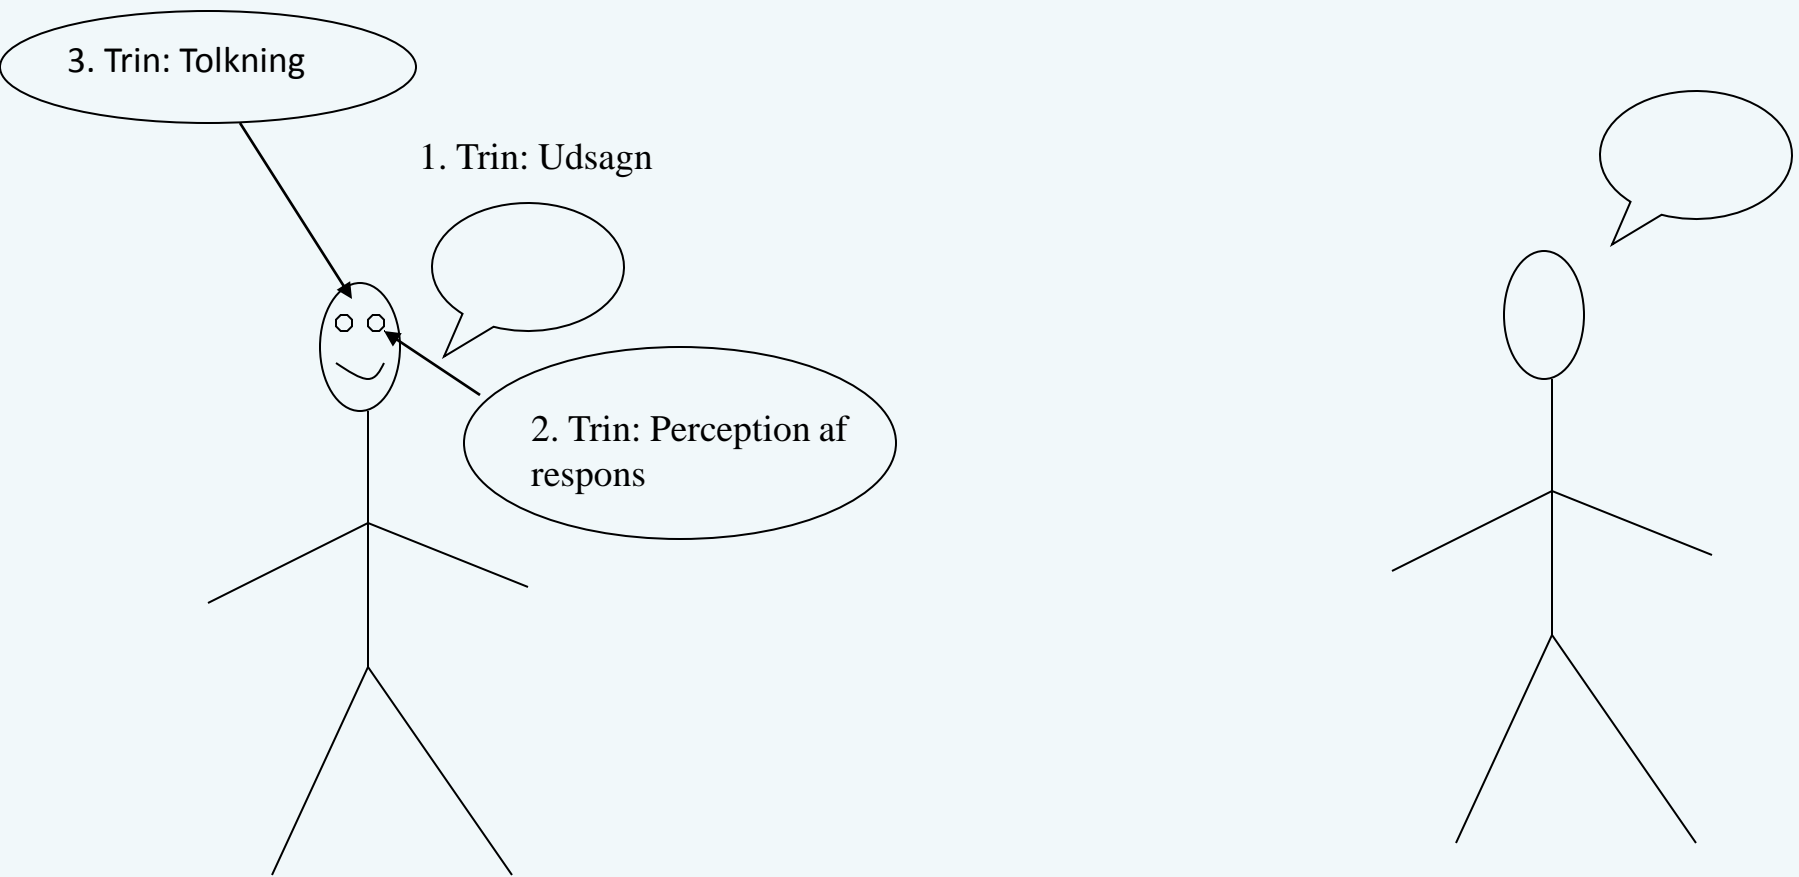 3. Trin: Tolkning
1. Trin: Udsagn
2. Trin: Perception af
respons